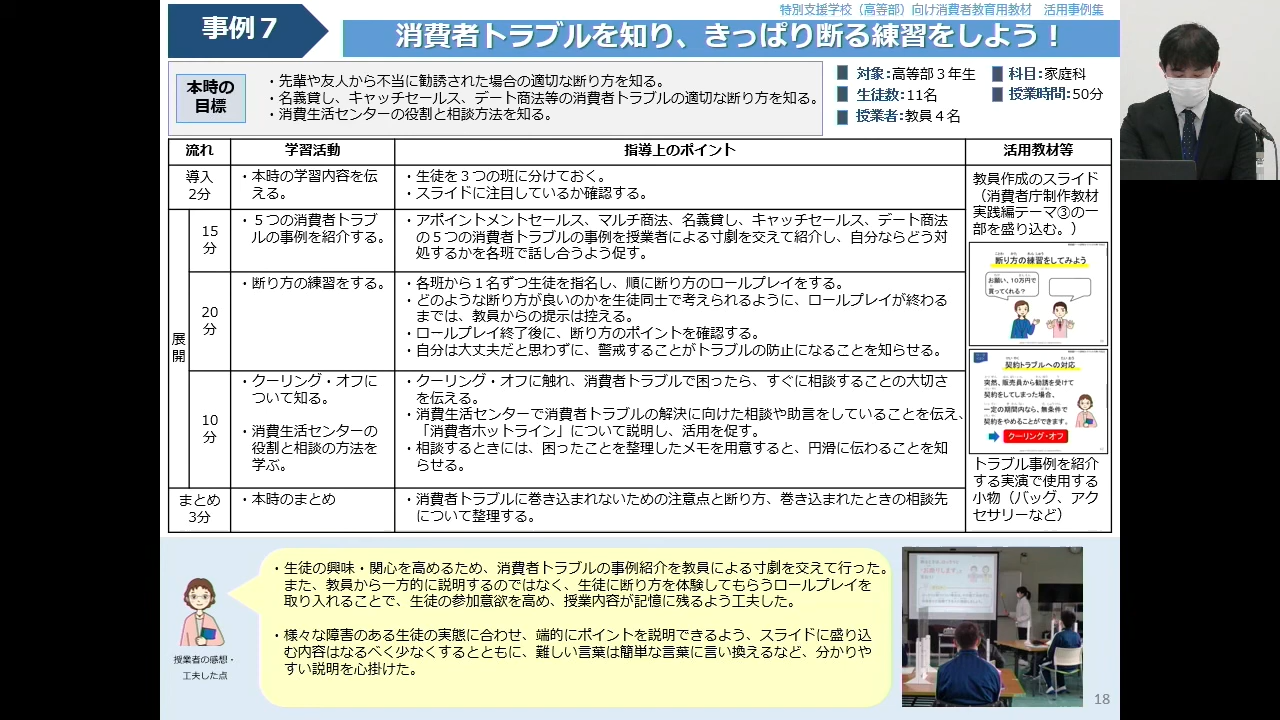 特別支援学校（高等部）向け消費者教育用教材　活用事例集
事例７
消費者トラブルを知り、きっぱり断る練習をしよう！
本時の
目標
・先輩や友人から不当に勧誘された場合の適切な断り方を知る。
・名義貸し、キャッチセールス、デート商法等の消費者トラブルの適切な断り方を知る。
・消費生活センターの役割と相談方法を知る。
対象：高等部３年生
科目：家庭科
生徒数：11名
授業時間：50分
授業者：教員４名
流れ
学習活動
指導上のポイント
活用教材等
導入
2分
・本時の学習内容を伝
える。
・生徒を３つの班に分けておく。
・スライドに注目しているか確認する。
展
開
15
分
・５つの消費者トラブ
ルの事例を紹介する。
・アポイントメントセールス、マルチ商法、名義貸し、キャッチセールス、デート商法
の５つの消費者トラブルの事例を授業者による寸劇を交えて紹介し、自分ならどう対
処するかを各班で話し合うよう促す。
20
分
・断り方の練習をする。
・各班から１名ずつ生徒を指名し、順に断り方のロールプレイをする。
・どのような断り方が良いのかを生徒同士で考えられるように、ロールプレイが終わる
までは、教員からの提示は控える。
・ロールプレイ終了後に、断り方のポイントを確認する。
・自分は大丈夫だと思わずに、警戒することがトラブルの防止になることを知らせる。
10
分
・クーリング・オフに
ついて知る。
・消費生活センターの
役割と相談の方法を
学ぶ。
・クーリング・オフに触れ、消費者トラブルで困ったら、すぐに相談することの大切さ
を伝える。
・消費生活センターで消費者トラブルの解決に向けた相談や助言をしていることを伝え、
「消費者ホットライン」について説明し、活用を促す。
・相談するときには、困ったことを整理したメモを用意すると、円滑に伝わることを知
らせる。
まとめ
3分
・本時のまとめ
・消費者トラブルに巻き込まれないための注意点と断り方、巻き込まれたときの相談先
について整理する。
教員作成のスライド
（消費者庁制作教材
実践編テーマ③の一
部を盛り込む。）
断り方の練習をしてみよう
お願い、10万円で
買ってくれる？
契約トラブルへの対応
突然、販売員から勧誘を受けて
契約をしてしまった場合、
一定の期間内なら、無条件で
契約をやめることができます。
クーリング・オフ
トラブル事例を紹介
する実演で使用する
小物（バッグ、アク
セサリーなど）
授業者の感想・
工夫した点
・生徒の興味・関心を高めるため、消費者トラブルの事例紹介を教員による寸劇を交えて行った。
また、教員から一方的に説明するのではなく、生徒に断り方を体験してもらうロールプレイを
取り入れることで、生徒の参加意欲を高め、授業内容が記憶に残るよう工夫した。
・様々な障害のある生徒の実態に合わせ、端的にポイントを説明できるよう、スライドに盛り込
む内容はなるべく少なくするとともに、難しい言葉は簡単な言葉に言い換えるなど、分かりや
すい説明を心掛けた。
18